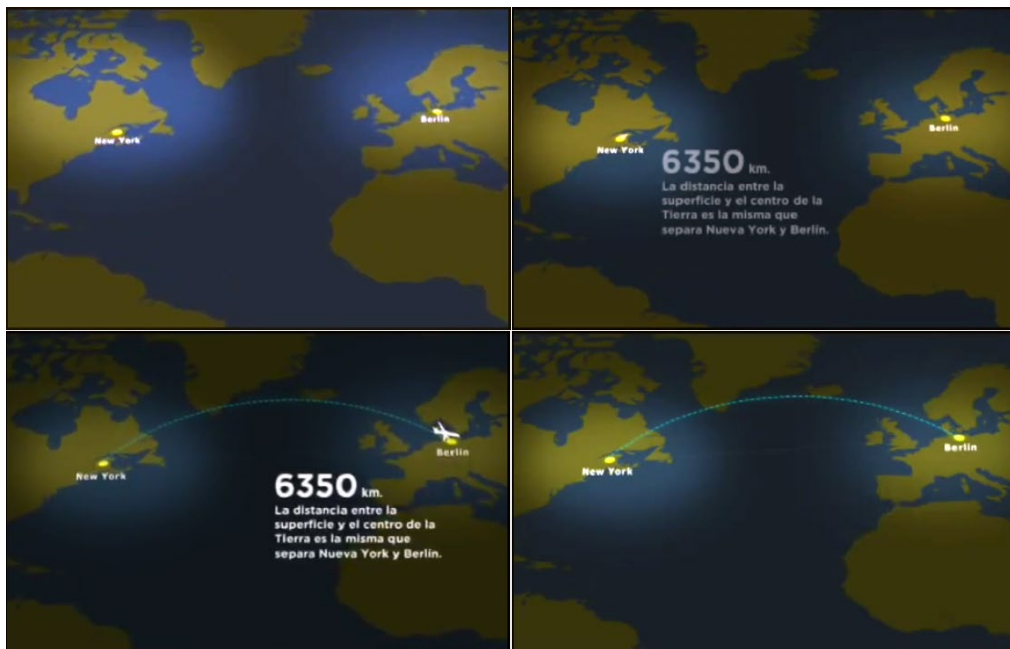 New York
Berlin
New York
Berlin
6350 km.
La distancia entre la
superficie y el centro de la
Tierra es la misma que
separa Nueva York y Berlín.
New York
Berlin
6350 km.
La distancia entre la
superficie y el centro de la
Tierra es la misma que
separa Nueva York y Berlín.
New York
Berlin